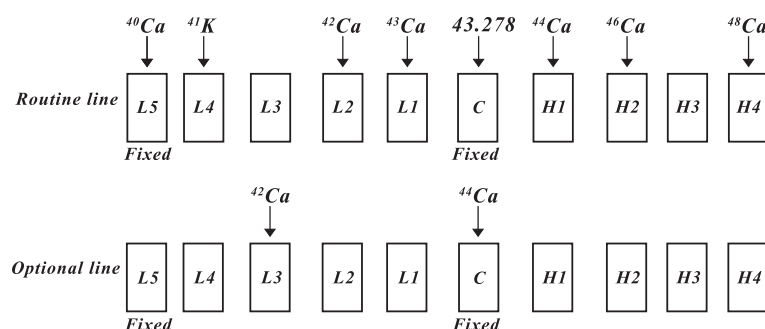 ⁴⁰Ca ⁴¹K ⁴²Ca ⁴³Ca 43.278 ⁴⁴Ca ⁴⁶Ca ⁴⁸Ca
Routine line L5 L4 L3 L2 L1 C H1 H2 H3 H4
Fixed Fixed
⁴²Ca ⁴⁴Ca
Optional line L5 L4 L3 L2 L1 C H1 H2 H3 H4
Fixed Fixed